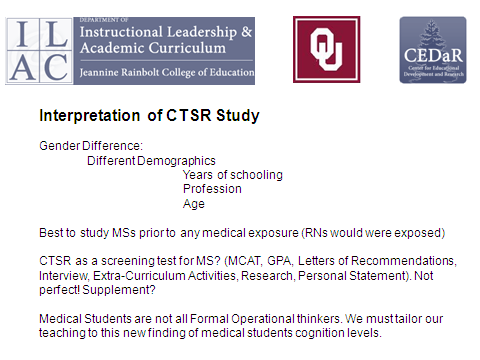 I L
A C
DEPARTMENT OF
Instructional Leadership &
Academic Curriculum
Jeannine Rainbolt College of Education
OU
CEDaR
Center for Educational
Development and Research
Interpretation of CTSR Study
Gender Difference:
Different Demographics
Years of schooling
Profession
Age
Best to study MSs prior to any medical exposure (RNs would were exposed)
CTSR as a screening test for MS? (MCAT, GPA, Letters of Recommendations,
Interview, Extra-Curriculum Activities, Research, Personal Statement). Not
perfect! Supplement?
Medical Students are not all Formal Operational thinkers. We must tailor our
teaching to this new finding of medical students cognition levels.